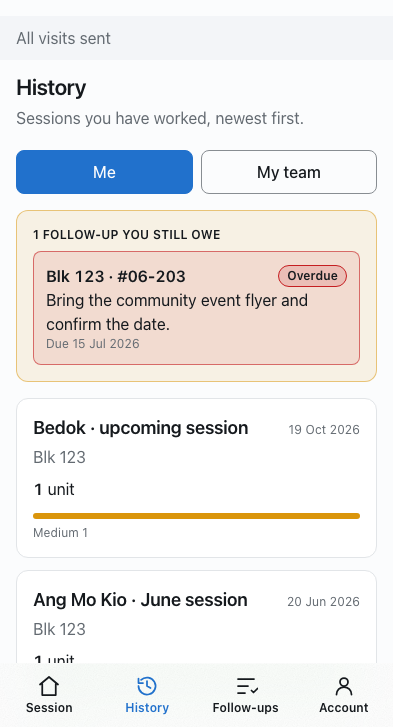 All visits sent
History
Sessions you have worked, newest first.
Me
My team
1 FOLLOW-UP YOU STILL OWE
Blk 123 · #06-203
Overdue
Bring the community event flyer and
confirm the date.
Due 15 Jul 2026
Bedok · upcoming session
19 Oct 2026
Blk 123
1 unit
Medium 1
Ang Mo Kio · June session
20 Jun 2026
Blk 123
1 unit
Session
History
Follow-ups
Account